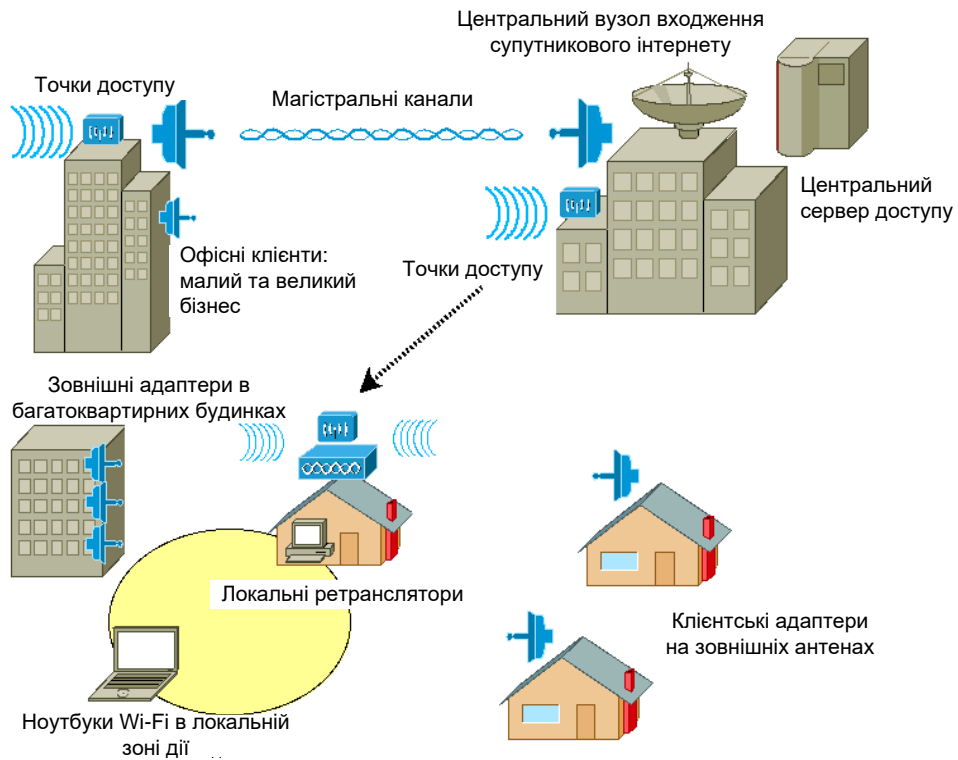 Центральний вузол входження
супутникового інтернету
Точки доступу
Магістральні канали
Центральний
сервер доступу
Офісні клієнти:
малий та великий
бізнес
Точки доступу
Зовнішні адаптери в
багатоквартирних будинках
Локальні ретранслятори
Клієнтські адаптери
на зовнішніх антенах
Ноутбуки Wi-Fi в локальній
зоні дії